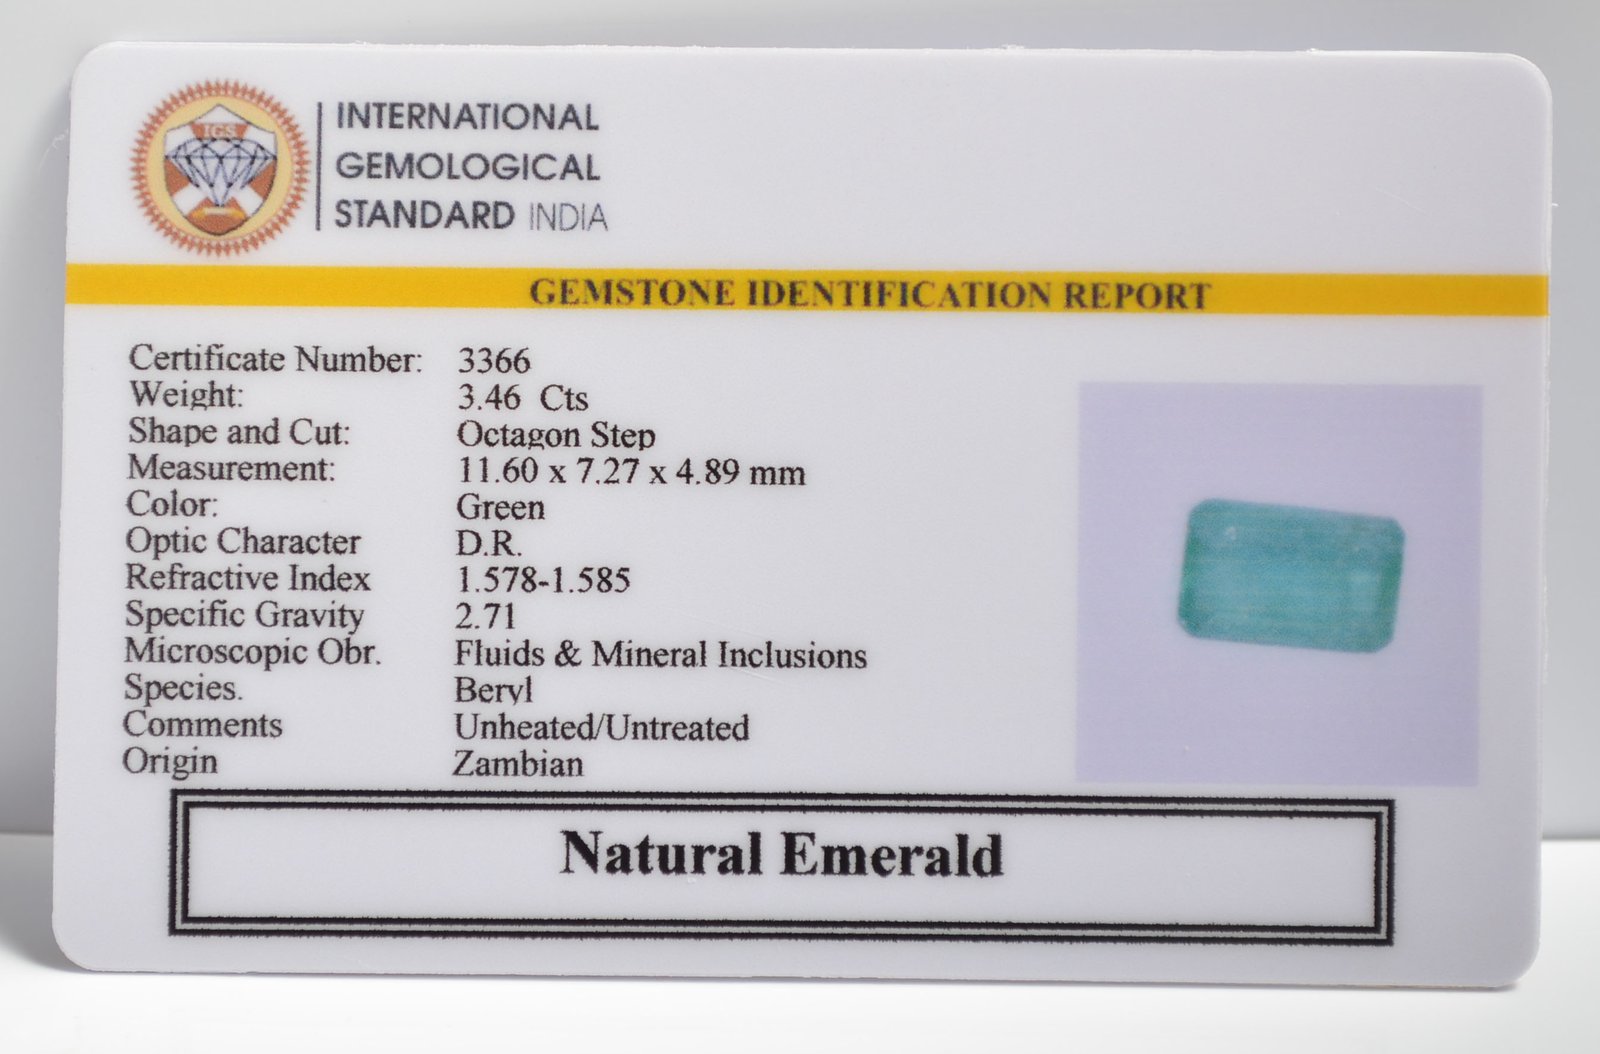 IGS
INTERNATIONAL
GEMOLOGICAL
STANDARD INDIA
GEMSTONE IDENTIFICATION REPORT
Certificate Number: 3366
Weight: 3.46 Cts
Shape and Cut: Octagon Step
Measurement: 11.60 x 7.27 x 4.89 mm
Color: Green
Optic Character D.R.
Refractive Index 1.578-1.585
Specific Gravity 2.71
Microscopic Obr. Fluids & Mineral Inclusions
Species. Beryl
Comments Unheated/Untreated
Origin Zambian
Natural Emerald